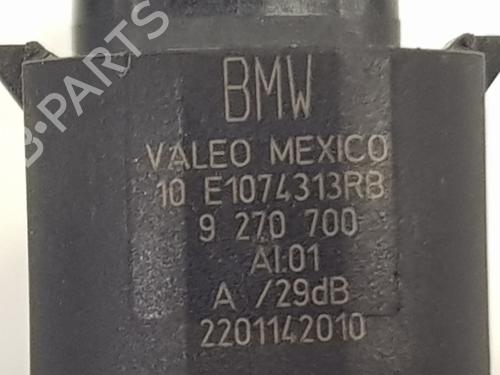 BMW
VALEO MEXICO
10 E1074313RB
9 270 700
AI:01
A /29dB
2201142010
B-PARTS